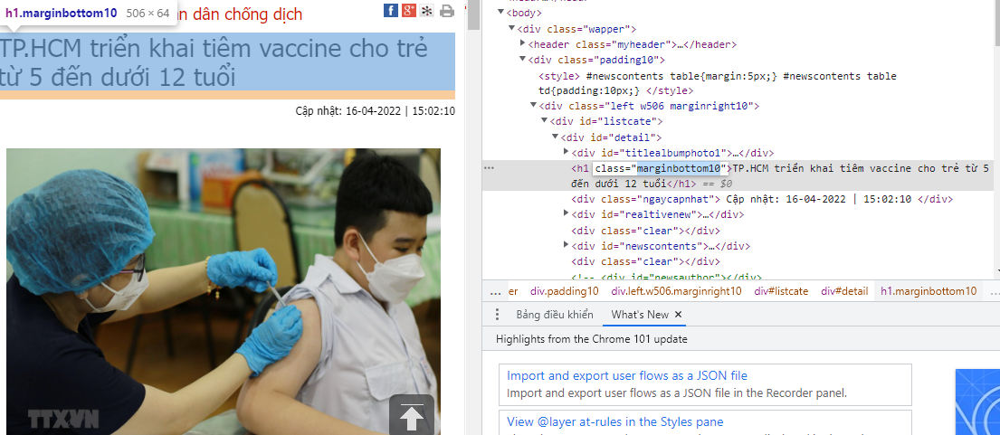 h1.marginbottom10 506 × 64
n dân chống dịch
TP.HCM triển khai tiêm vaccine cho trẻ
từ 5 đến dưới 12 tuổi
Cập nhật: 16-04-2022 | 15:02:10
TTXVN
<body>
<div class="wapper">
<header class="myheader">…</header>
<div class="padding10">
<style> #newscontents table{margin:5px;} #newscontents table
td{padding:10px;} </style>
<div class="left w506 marginright10">
<div id="listcate">
<div id="detail">
<div id="titlealbumphoto1">…</div>
<h1 class="marginbottom10">TP.HCM triển khai tiêm vaccine cho trẻ từ 5
đến dưới 12 tuổi</h1> == $0
<div class="ngaycapnhat"> Cập nhật: 16-04-2022 | 15:02:10 </div>
<div id="realtivenew">…</div>
<div class="clear"></div>
<div id="newscontents">…</div>
<div class="clear"></div>
<!-- <div id="newsauthor"></div>
... er div.padding10 div.left.w506.marginright10 div#listcate div#detail h1.marginbottom10 ...
Bảng điều khiển What's New ×
Highlights from the Chrome 101 update
Import and export user flows as a JSON file
Import and export user flows as a JSON file in the Recorder panel.
View @layer at-rules in the Styles pane